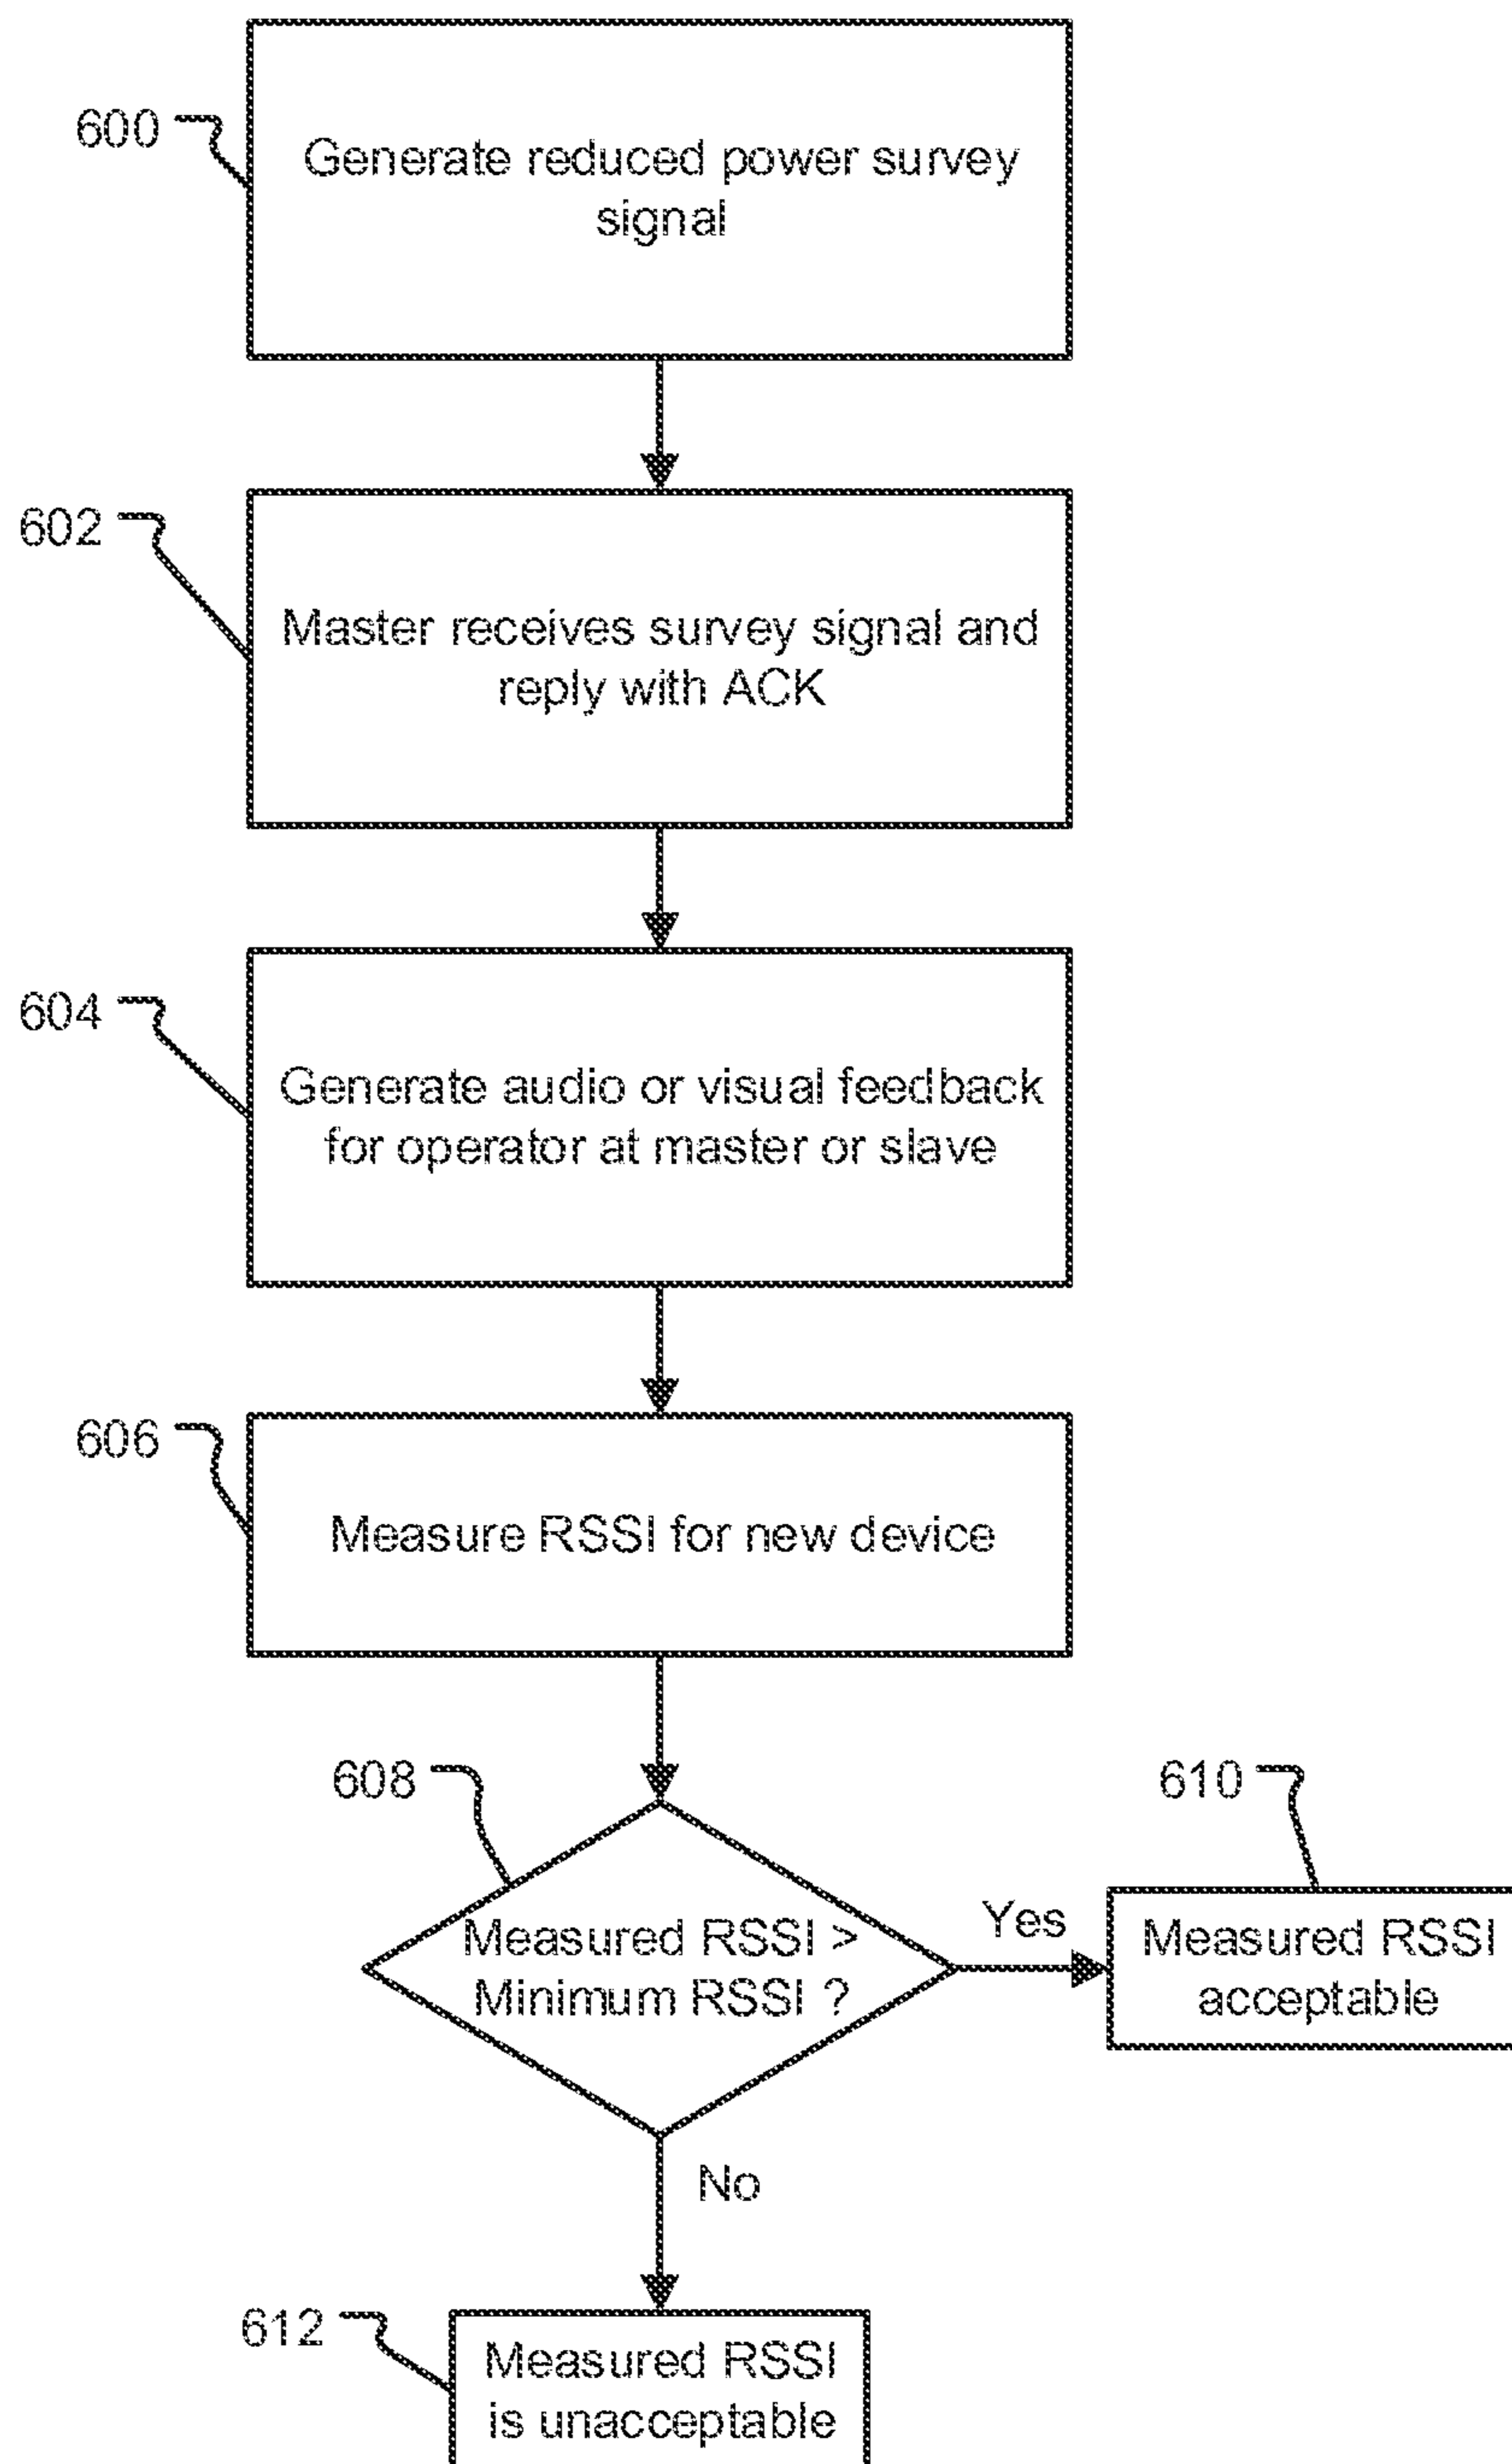 600
Generate reduced power survey
signal
602
Master receives survey signal and
reply with ACK
604
Generate audio or visual feedback
for operator at master or slave
606
Measure RSSI for new device
608
Measured RSSI >
Minimum RSSI ?
Yes
610
Measured RSSI
acceptable
No
612
Measured RSSI
is unacceptable